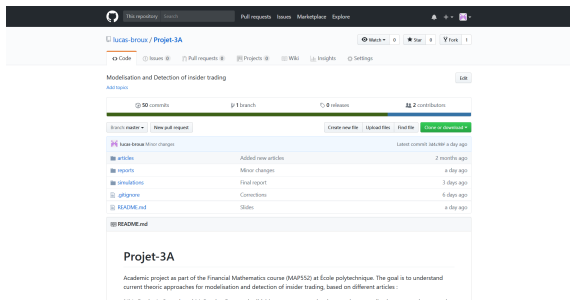 This repository Search Pull requests Issues Marketplace Explore
lucas-broux / Projet-3A Watch 0 Star 0 Fork 1
Code Issues 0 Pull requests 0 Projects 0 Wiki Insights Settings
Modelisation and Detection of insider trading Edit
Add topics
50 commits 1 branch 0 releases 2 contributors
Branch: master New pull request Create new file Upload files Find file Clone or download
lucas-broux Minor changes Latest commit a day ago
articles Added new articles 2 months ago
reports Minor changes a day ago
simulations Final report 3 days ago
.gitignore Corrections 6 days ago
README.md Slides a day ago
README.md
Projet-3A
Academic project as part of the Financial Mathematics course (MAP552) at École polytechnique. The goal is to understand
current theoric approaches for modelisation and detection of insider trading, based on different articles :